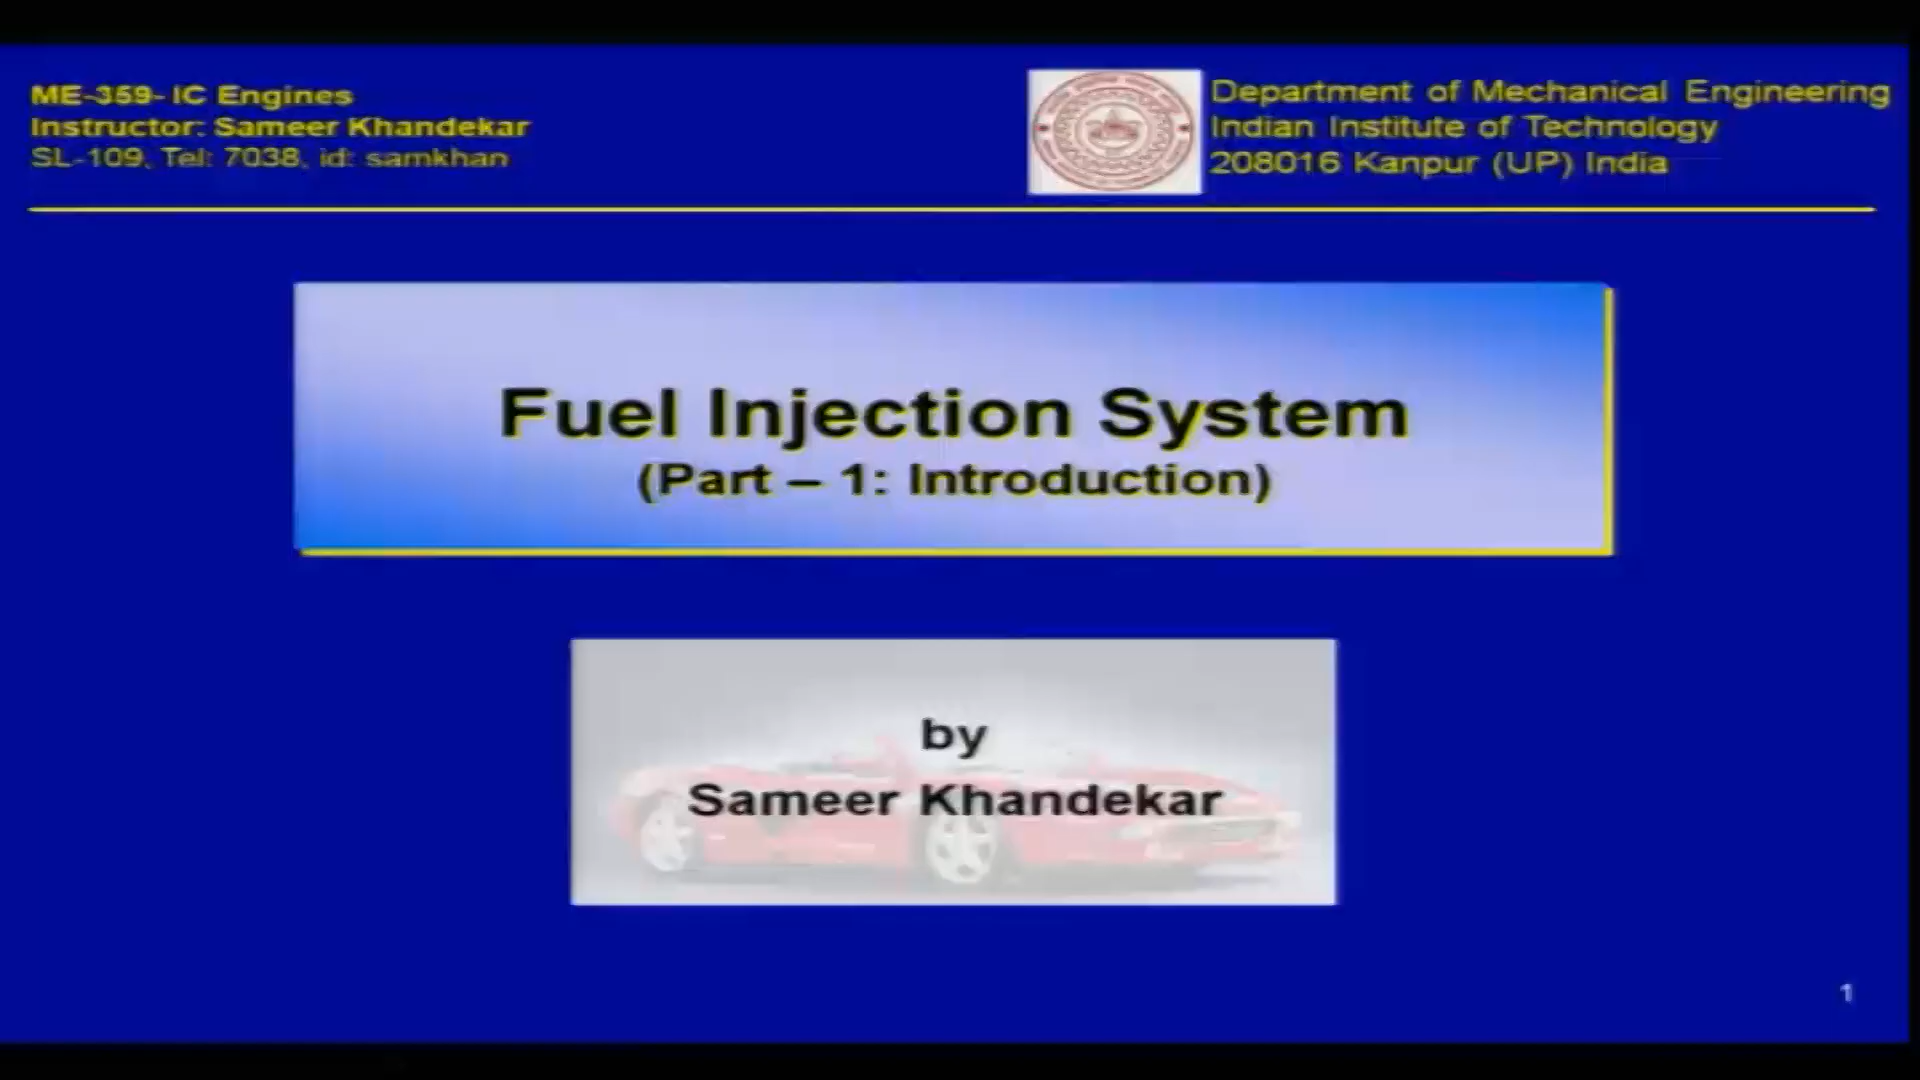 ME-359- IC Engines
Instructor: Sameer Khandekar
SL-109, Tel: 7038, id: samkhan
Department of Mechanical Engineering
Indian Institute of Technology
208016 Kanpur (UP) India
Fuel Injection System
(Part – 1: Introduction)
by
Sameer Khandekar
1